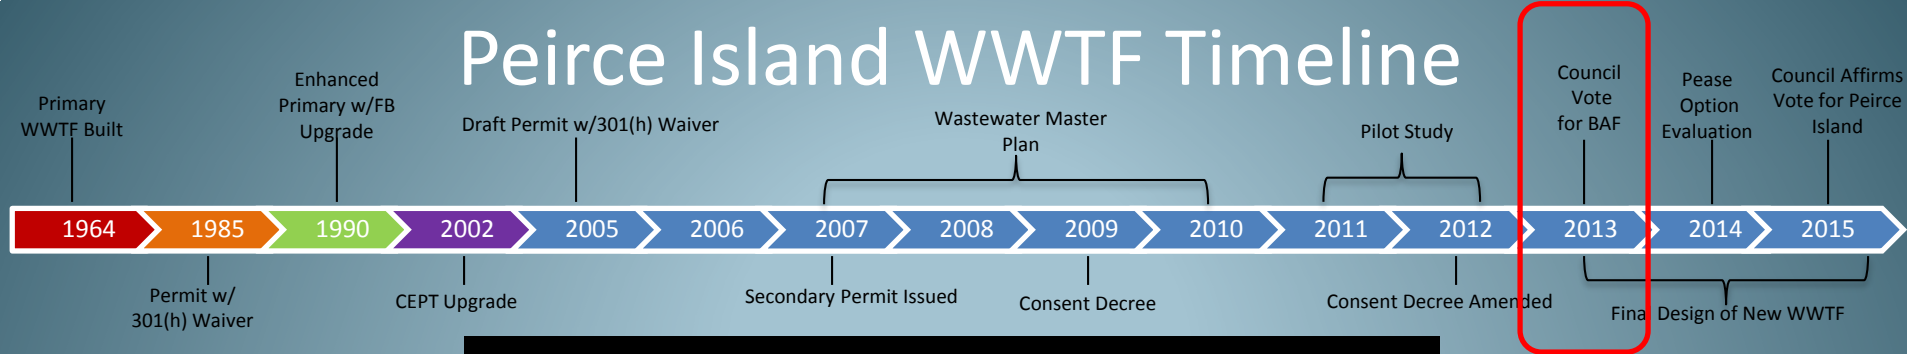 Peirce Island WWTF Timeline
Primary
WWTF Built
Enhanced
Primary w/FB
Upgrade
Draft Permit w/301(h) Waiver
Wastewater Master
Plan
Pilot Study
Council
Vote
for BAF
Pease
Option
Evaluation
Council Affirms
Vote for Peirce
Island
1964
1985
1990
2002
2005
2006
2007
2008
2009
2010
2011
2012
2013
2014
2015
Permit w/
301(h) Waiver
CEPT Upgrade
Secondary Permit Issued
Consent Decree
Consent Decree Amended
Final Design of New WWTF